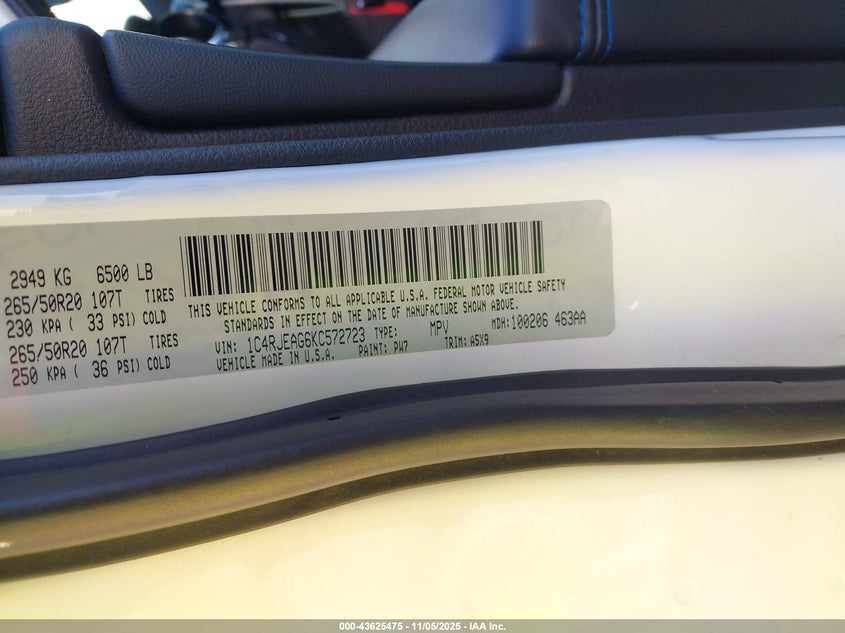 2949 KG 6500 LB
265/50R20 107T TIRES
230 KPA ( 33 PSI) COLD
265/50R20 107T TIRES
250 KPA ( 36 PSI) COLD
THIS VEHICLE CONFORMS TO ALL APPLICABLE U.S.A. FEDERAL MOTOR VEHICLE SAFETY
STANDARDS IN EFFECT ON THE DATE OF MANUFACTURE SHOWN ABOVE.
VIN: 1C4RJEAG6KC572723 TYPE: MPV MDH:100206 463AA
VEHICLE MADE IN U.S.A. PAINT: PW7 TRIM: A5X9
000-43625475 - 11/05/2025 - IAA Inc.